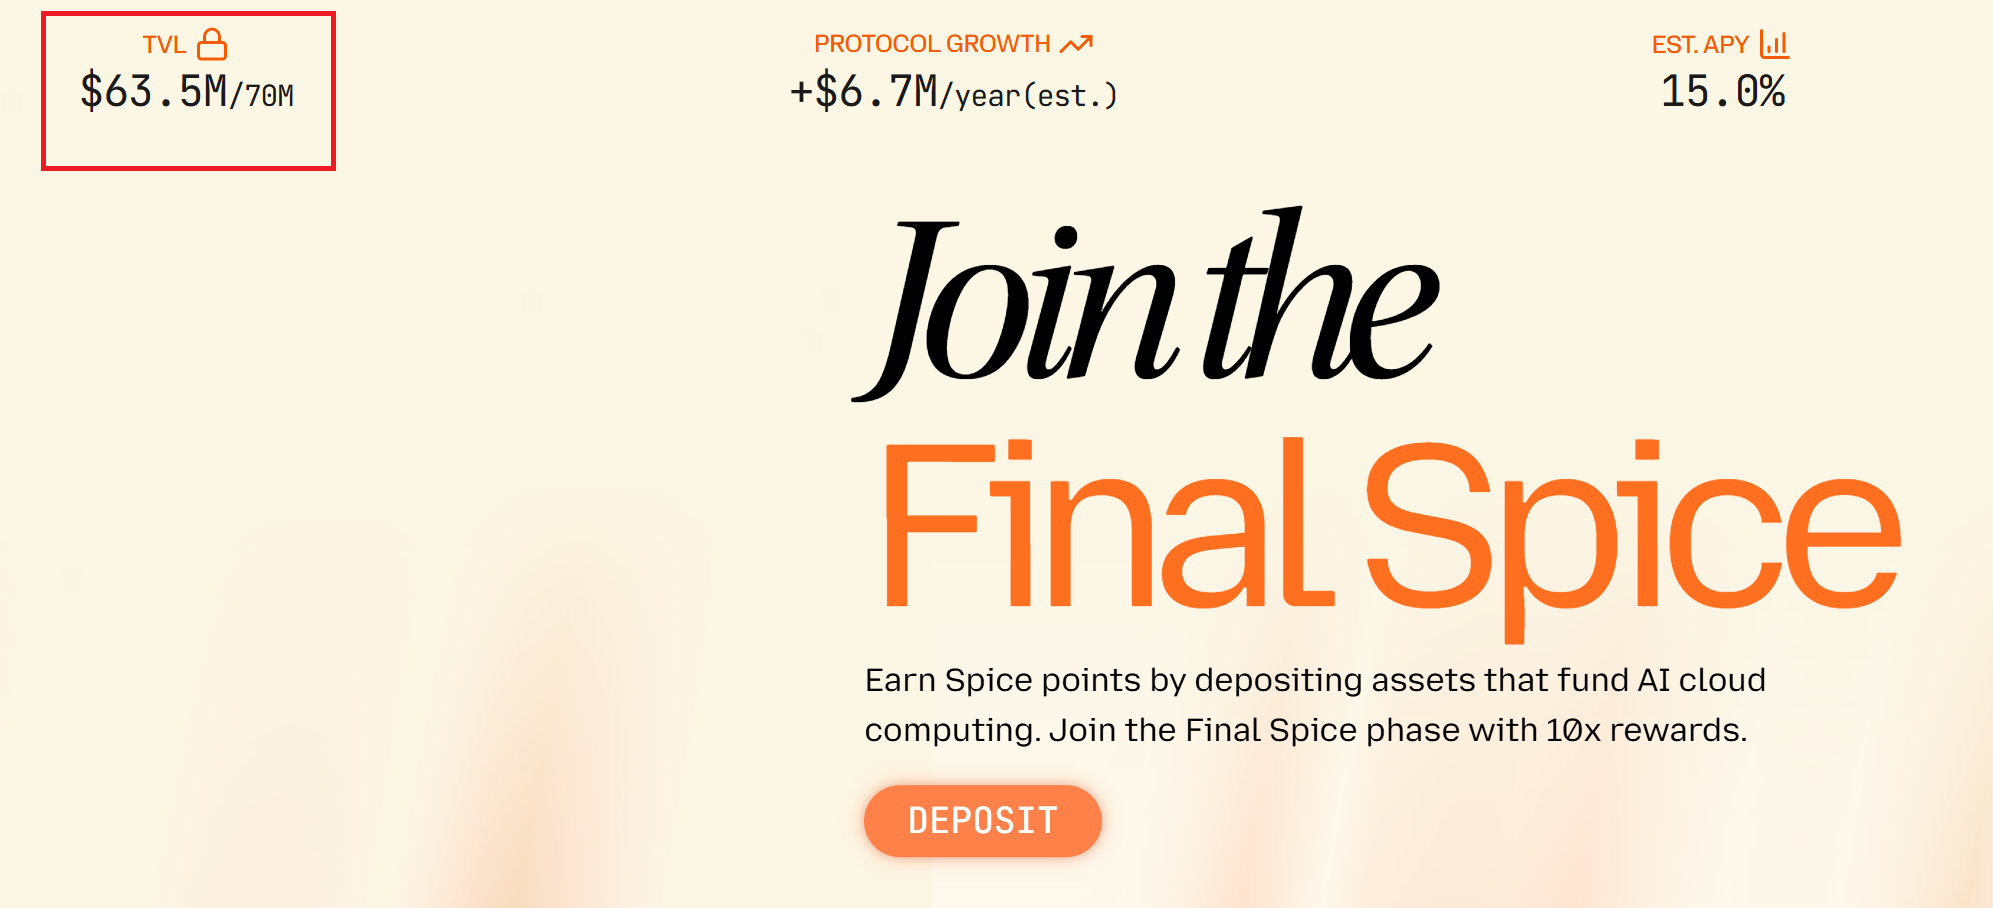 TVL
$63.5M/70M
PROTOCOL GROWTH
+$6.7M/year(est.)
EST. APY
15.0%
Join the
Final Spice
Earn Spice points by depositing assets that fund AI cloud
computing. Join the Final Spice phase with 10x rewards.
DEPOSIT